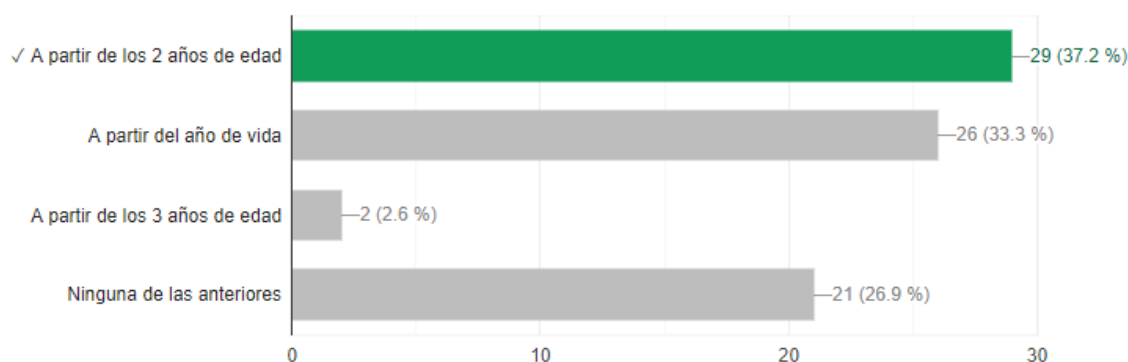 ✓ A partir de los 2 años de edad 29 (37.2 %)
A partir del año de vida 26 (33.3 %)
A partir de los 3 años de edad 2 (2.6 %)
Ninguna de las anteriores 21 (26.9 %)
0 10 20 30